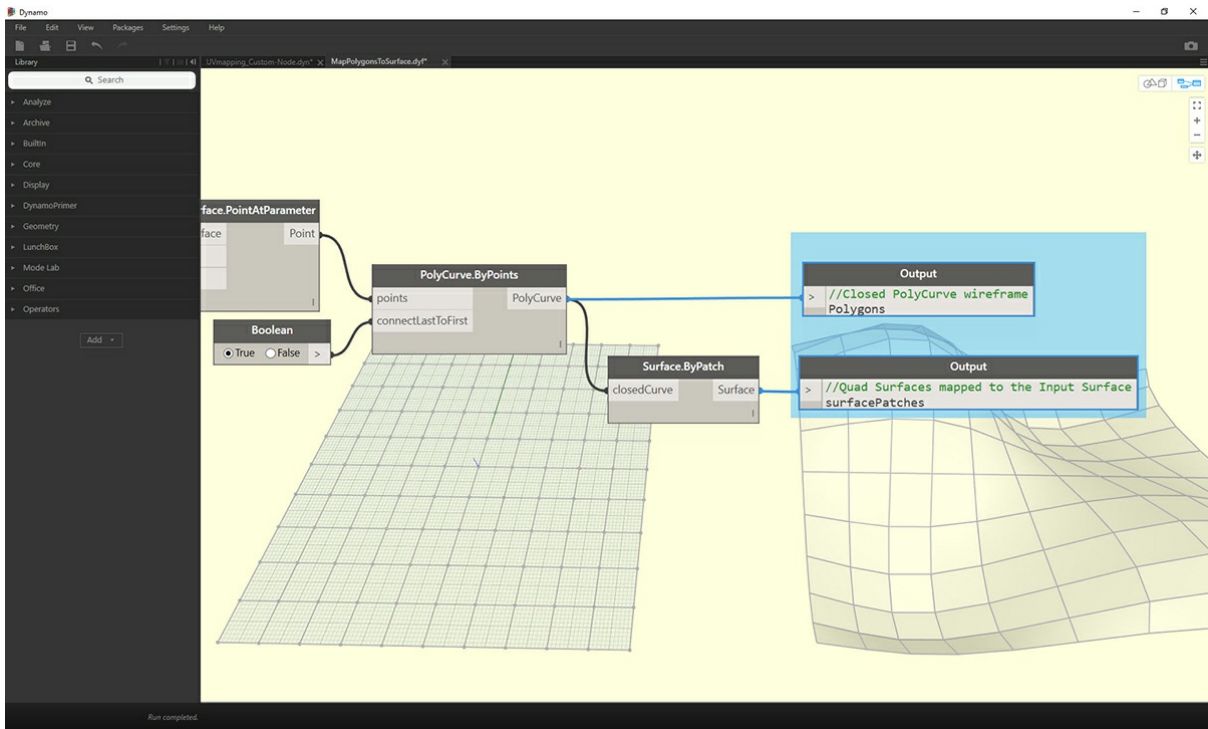 Dynamo
File Edit View Packages Settings Help
Library
UVmapping_Custom-Node.dyn* MapPolygonsToSurface.dyf*
Search
Analyze
Archive
BuiltIn
Core
Display
DynamoPrimer
Geometry
LunchBox
Mode Lab
Office
Operators
Add
face.PointAtParameter
face Point
PolyCurve.ByPoints
points PolyCurve
connectLastToFirst
Boolean
True False >
Surface.ByPatch
closedCurve Surface
Output
> //Closed PolyCurve wireframe
Polygons
Output
> //Quad Surfaces mapped to the Input Surface
surfacePatches
Run completed.